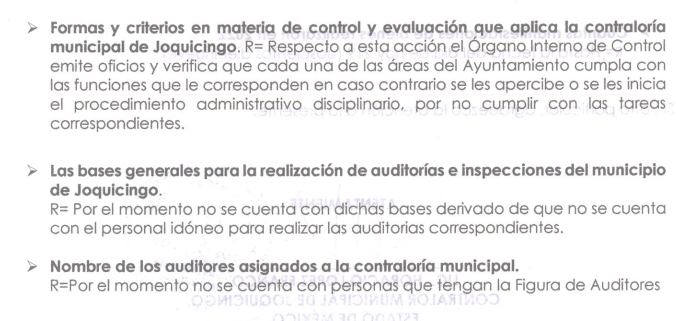 ➢ Formas y criterios en materia de control y evaluación que aplica la contraloría
municipal de Joquicingo. R= Respecto a esta acción el Órgano Interno de Control
emite oficios y verifica que cada una de las áreas del Ayuntamiento cumpla con
las funciones que le corresponden en caso contrario se les apercibe o se les inicia
el procedimiento administrativo disciplinario, por no cumplir con las tareas
correspondientes.
➢ Las bases generales para la realización de auditorías e inspecciones del municipio
de Joquicingo.
R= Por el momento no se cuenta con dichas bases derivado de que no se cuenta
con el personal idóneo para realizar las auditorias correspondientes.
➢ Nombre de los auditores asignados a la contraloría municipal.
R=Por el momento no se cuenta con personas que tengan la Figura de Auditores